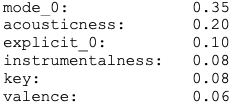 mode_0: 0.35
acousticness: 0.20
explicit_0: 0.10
instrumentalness: 0.08
key: 0.08
valence: 0.06